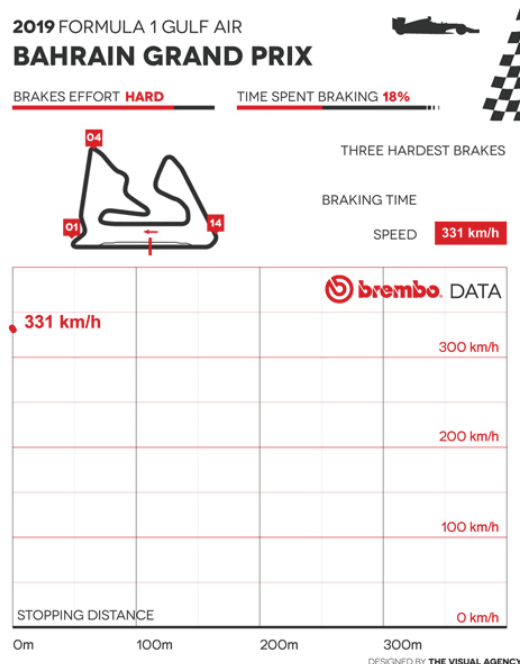 2019 FORMULA 1 GULF AIR
BAHRAIN GRAND PRIX
BRAKES EFFORT HARD
TIME SPENT BRAKING 18%
04
01
14
THREE HARDEST BRAKES
BRAKING TIME
SPEED 331 km/h
brembo. DATA
331 km/h
300 km/h
200 km/h
100 km/h
STOPPING DISTANCE
0 km/h
0m 100m 200m 300m
DESIGNED BY THE VISUAL AGENCY